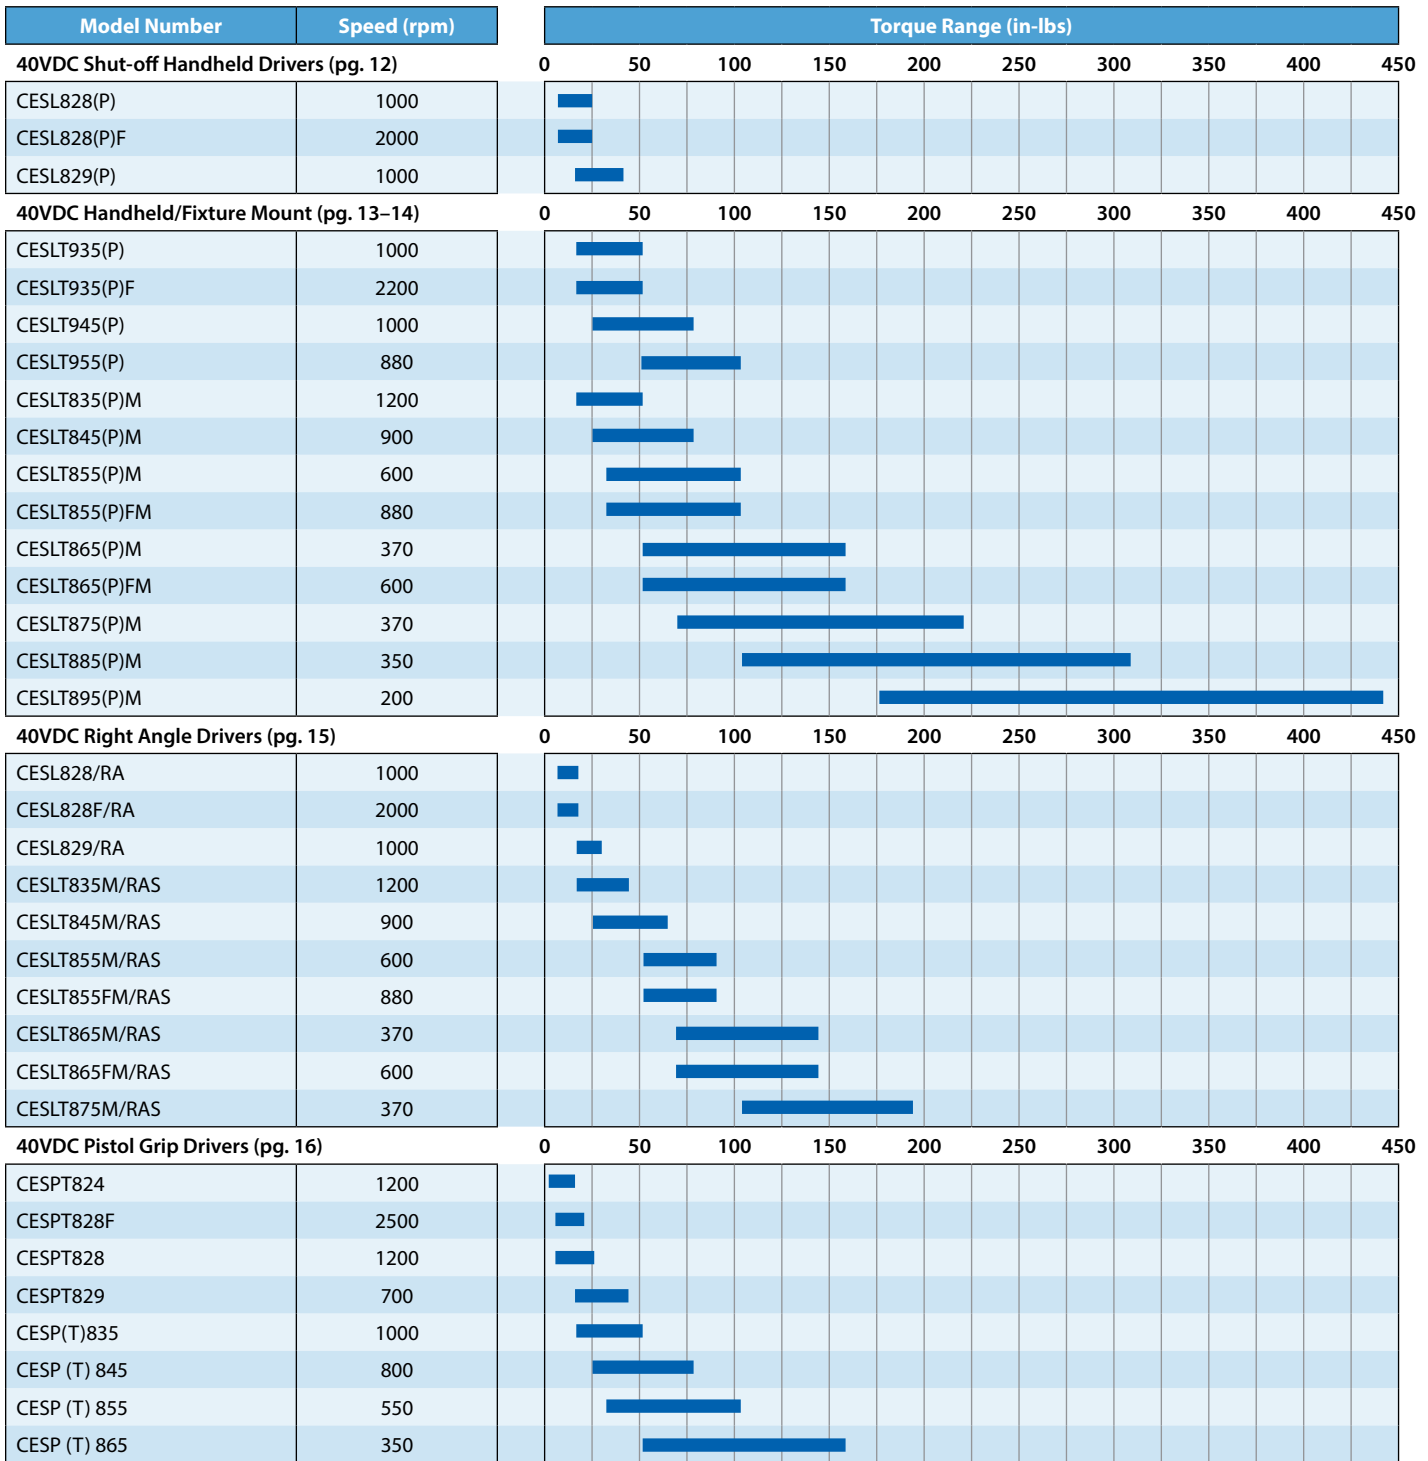 Model Number Speed (rpm) Torque Range (in-lbs)
40VDC Shut-off Handheld Drivers (pg. 12) 0 50 100 150 200 250 300 350 400 450
CESL828(P) 1000
CESL828(P)F 2000
CESL829(P) 1000
40VDC Handheld/Fixture Mount (pg. 13–14) 0 50 100 150 200 250 300 350 400 450
CESLT935(P) 1000
CESLT935(P)F 2200
CESLT945(P) 1000
CESLT955(P) 880
CESLT835(P)M 1200
CESLT845(P)M 900
CESLT855(P)M 600
CESLT855(P)FM 880
CESLT865(P)M 370
CESLT865(P)FM 600
CESLT875(P)M 370
CESLT885(P)M 350
CESLT895(P)M 200
40VDC Right Angle Drivers (pg. 15) 0 50 100 150 200 250 300 350 400 450
CESL828/RA 1000
CESL828F/RA 2000
CESL829/RA 1000
CESLT835M/RAS 1200
CESLT845M/RAS 900
CESLT855M/RAS 600
CESLT855FM/RAS 880
CESLT865M/RAS 370
CESLT865FM/RAS 600
CESLT875M/RAS 370
40VDC Pistol Grip Drivers (pg. 16) 0 50 100 150 200 250 300 350 400 450
CESPT824 1200
CESPT828F 2500
CESPT828 1200
CESPT829 700
CESP(T)835 1000
CESP (T) 845 800
CESP (T) 855 550
CESP (T) 865 350